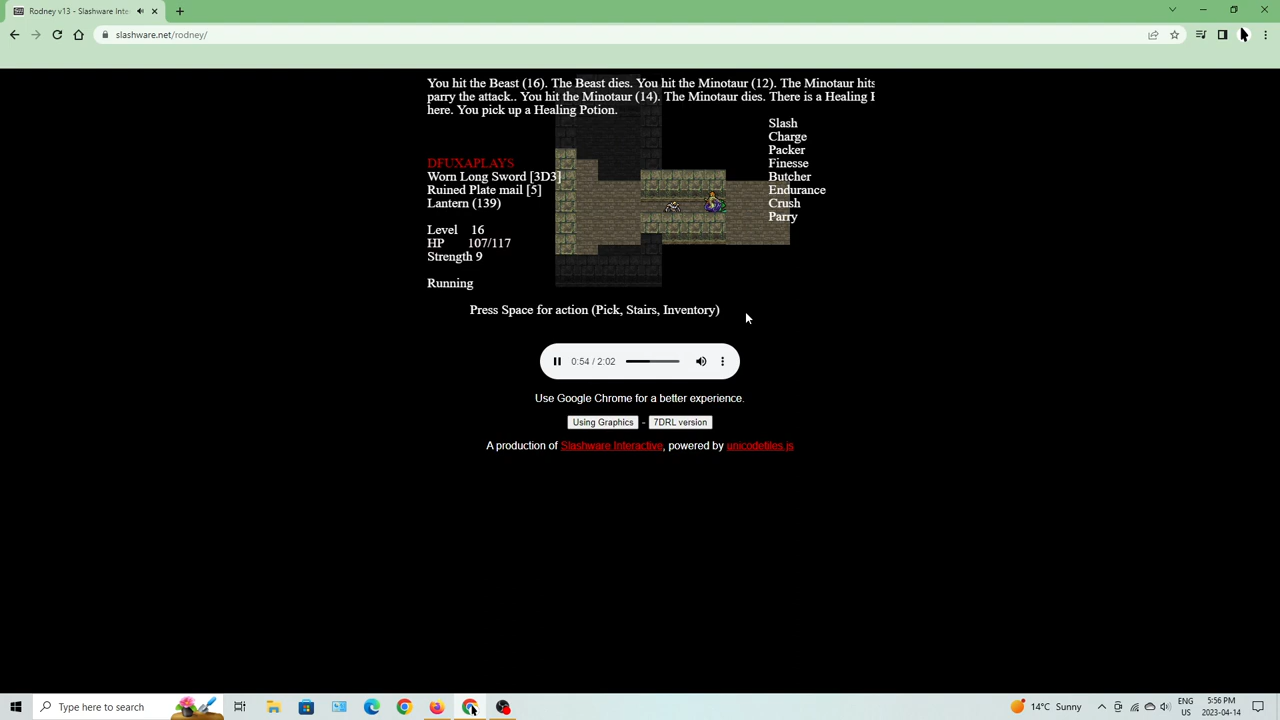 Rodney v13 - Slashware Inte
slashware.net/rodney/
You hit the Beast (16). The Beast dies. You hit the Minotaur (12). The Minotaur hits
parry the attack.. You hit the Minotaur (14). The Minotaur dies. There is a Healing
here. You pick up a Healing Potion.
Slash
Charge
Packer
Finesse
Butcher
Endurance
Crush
Parry
DFUXAPLAYS
Worn Long Sword [3D3]
Ruined Plate mail [5]
Lantern (139)
Level 16
HP 107/117
Strength 9
Running
Press Space for action (Pick, Stairs, Inventory)
0:54 / 2:02
Use Google Chrome for a better experience.
Using Graphics - 7DRL version
A production of Slashware Interactive, powered by unicodetiles.js
Type here to search
14°C Sunny
ENG
US
5:56 PM
2023-04-14